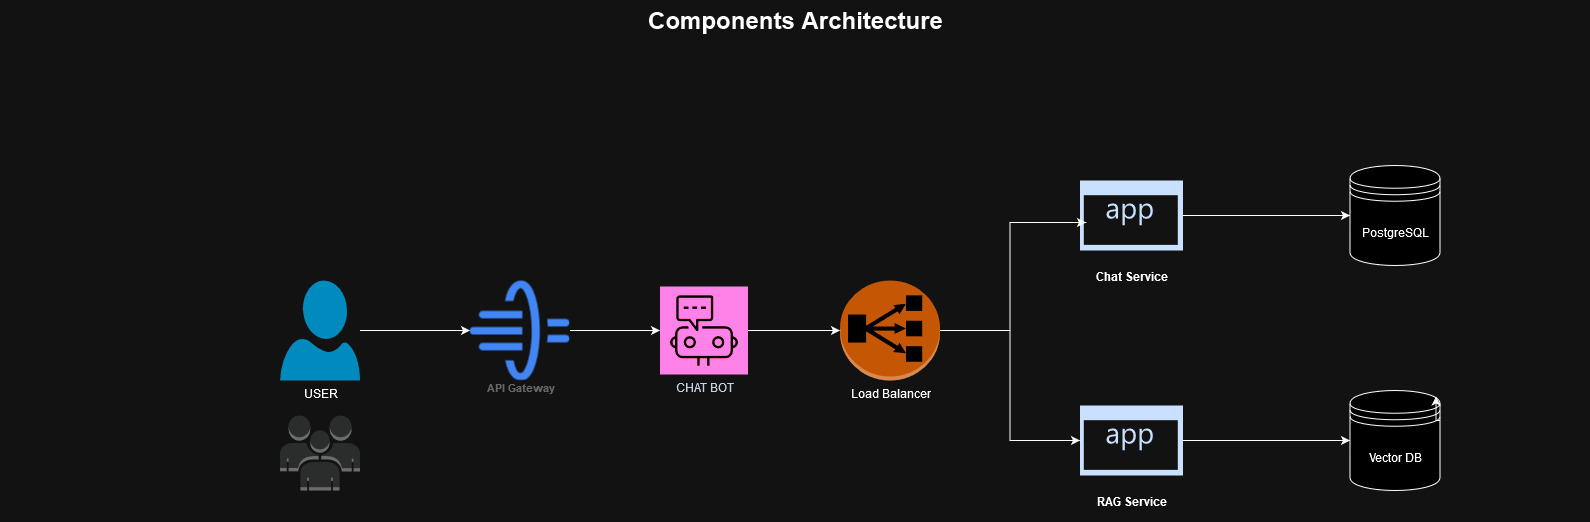 Components Architecture
app
PostgreSQL
Chat Service
USER
API Gateway
CHAT BOT
Load Balancer
app
Vector DB
RAG Service